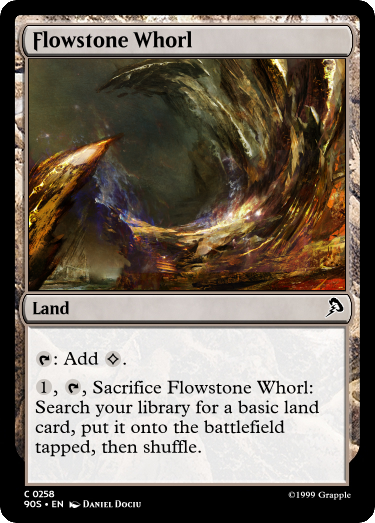 Flowstone Whorl
Land
: Add .
1, , Sacrifice Flowstone Whorl:
Search your library for a basic land
card, put it onto the battlefield
tapped, then shuffle.
C 0258
90S • EN DANIEL DOCIU
©1999 Grapple